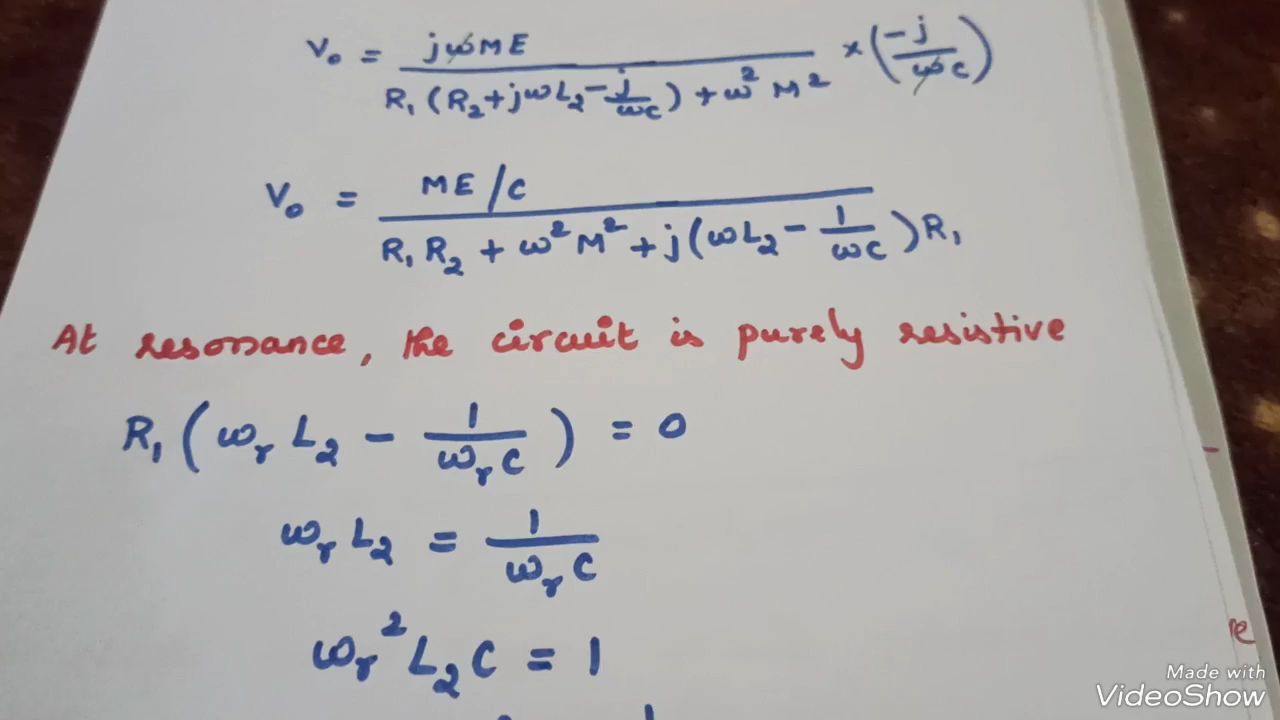 V₀ = jωME / (R₁(R₂ + jωL₂ - j/ωC) + ω²M²) × (-j/ωC)
V₀ = ME/C / (R₁R₂ + ω²M² + j(ωL₂ - 1/ωC)R₁)
At resonance, the circuit is purely resistive
R₁(ωᵣL₂ - 1/ωᵣC) = 0
ωᵣL₂ = 1/ωᵣC
ωᵣ²L₂C = 1
Made with
VideoShow